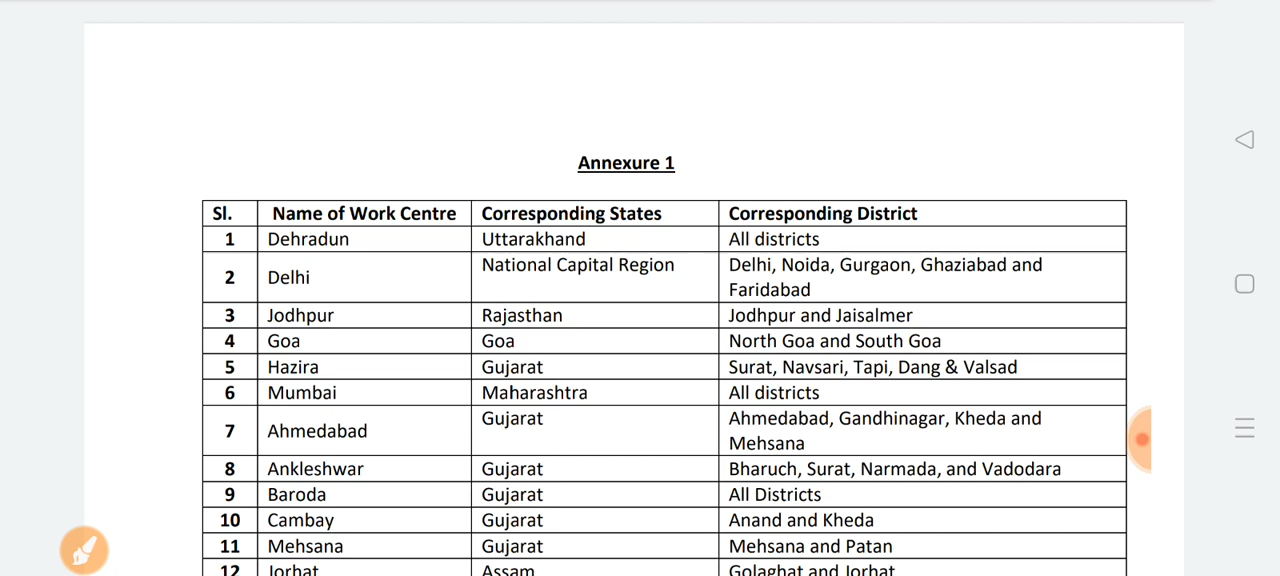 Annexure 1
Sl. Name of Work Centre Corresponding States Corresponding District
1 Dehradun Uttarakhand All districts
2 Delhi National Capital Region Delhi, Noida, Gurgaon, Ghaziabad and
Faridabad
3 Jodhpur Rajasthan Jodhpur and Jaisalmer
4 Goa Goa North Goa and South Goa
5 Hazira Gujarat Surat, Navsari, Tapi, Dang & Valsad
6 Mumbai Maharashtra All districts
7 Ahmedabad Gujarat Ahmedabad, Gandhinagar, Kheda and
Mehsana
8 Ankleshwar Gujarat Bharuch, Surat, Narmada, and Vadodara
9 Baroda Gujarat All Districts
10 Cambay Gujarat Anand and Kheda
11 Mehsana Gujarat Mehsana and Patan
12 Jorhat Assam Golaghat and Jorhat